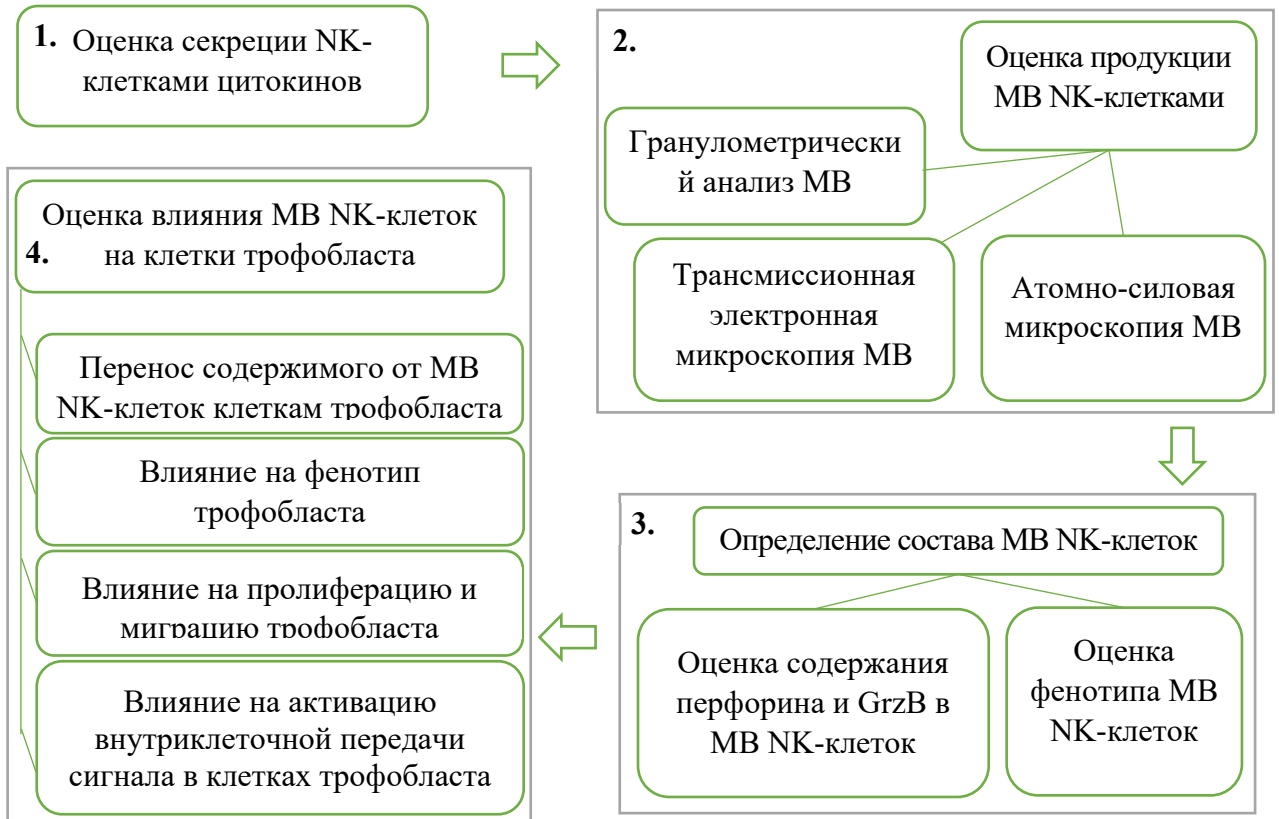 1. Оценка секреции NK-
клетками цитокинов
2.
Оценка продукции
МВ NK-клетками
Гранулометрически
й анализ МВ
Трансмиссионная
электронная
микроскопия МВ
Атомно-силовая
микроскопия МВ
3.
Определение состава МВ NK-клеток
Оценка содержания
перфорина и GrzB в
МВ NK-клеток
Оценка
фенотипа МВ
NK-клеток
Оценка влияния МВ NK-клеток
4. на клетки трофобласта
Перенос содержимого от МВ
NK-клеток клеткам трофобласта
Влияние на фенотип
трофобласта
Влияние на пролиферацию и
миграцию трофобласта
Влияние на активацию
внутриклеточной передачи
сигнала в клетках трофобласта